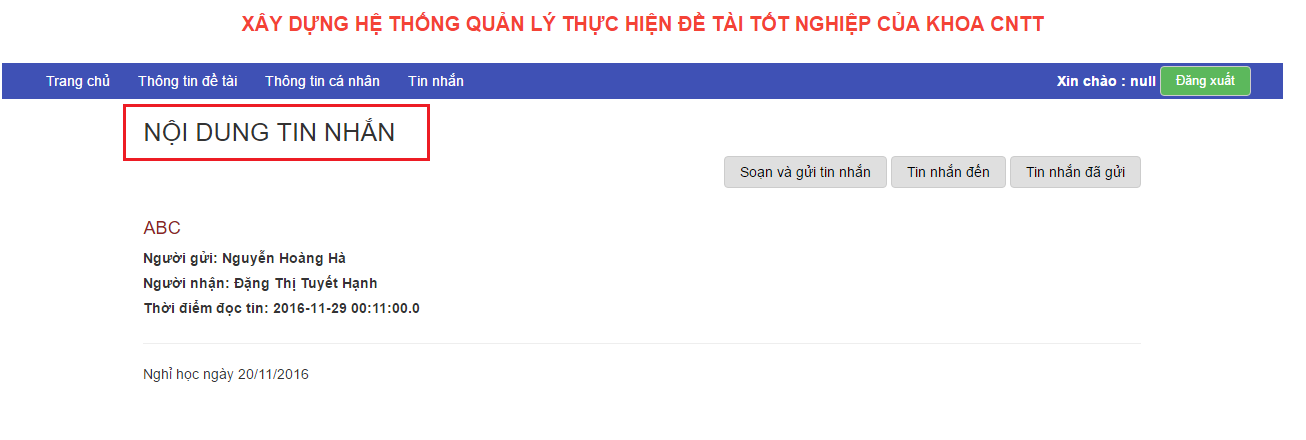 XÂY DỰNG HỆ THỐNG QUẢN LÝ THỰC HIỆN ĐỀ TÀI TỐT NGHIỆP CỦA KHOA CNTT
Trang chủ Thông tin đề tài Thông tin cá nhân Tin nhắn Xin chào : null Đăng xuất
NỘI DUNG TIN NHẮN
Soạn và gửi tin nhắn Tin nhắn đến Tin nhắn đã gửi
ABC
Người gửi: Nguyễn Hoàng Hà
Người nhận: Đặng Thị Tuyết Hạnh
Thời điểm đọc tin: 2016-11-29 00:11:00.0
Nghỉ học ngày 20/11/2016